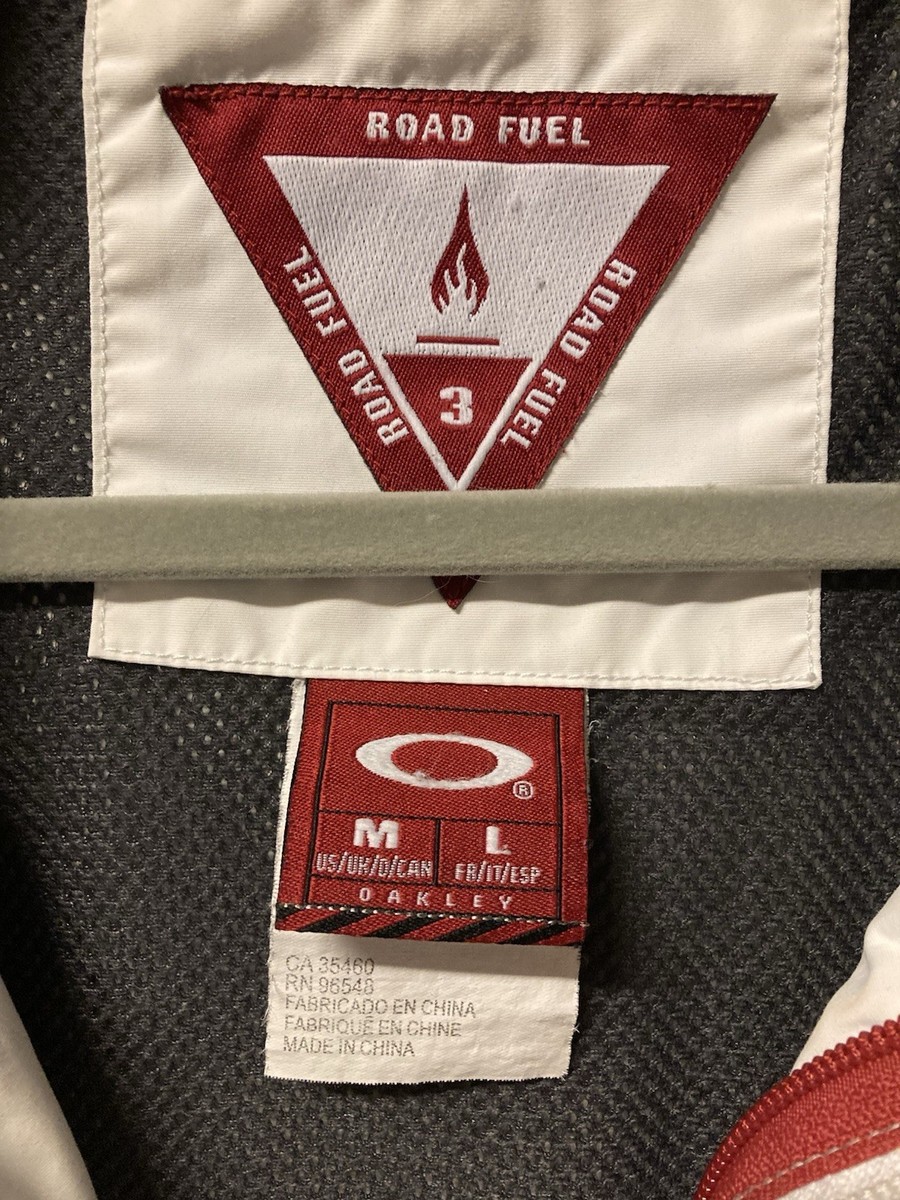 ROAD FUEL
ROAD FUEL
ROAD FUEL
3
®
M
US/UK/D/CAN
L
FR/IT/ESP
OAKLEY
CA 35460
RN 96548
FABRICADO EN CHINA
FABRIQUÉ EN CHINE
MADE IN CHINA